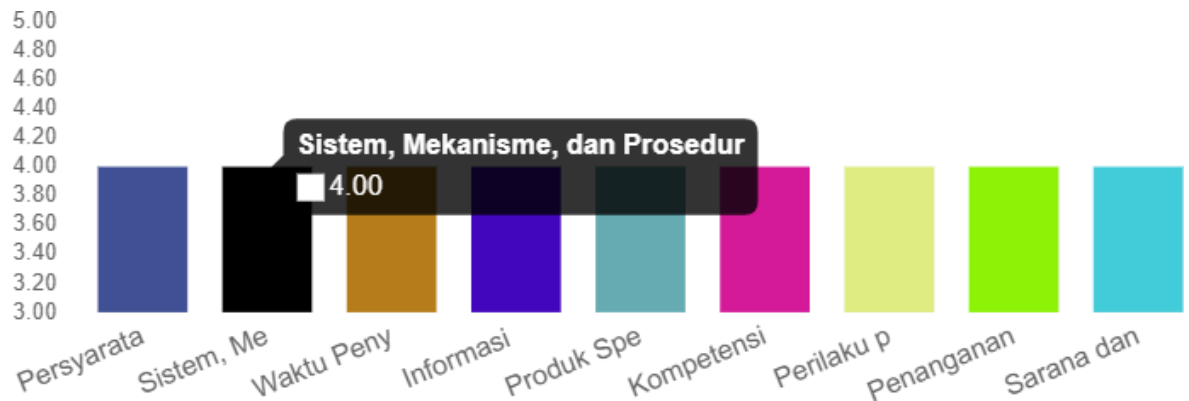 5.00
4.80
4.60
4.40
4.20
4.00
3.80
3.60
3.40
3.20
3.00
Sistem, Mekanisme, dan Prosedur
4.00
Persyarata
Sistem, Me
Waktu Peny
Informasi
Produk Spe
Kompetensi
Perilaku p
Penanganan
Sarana dan